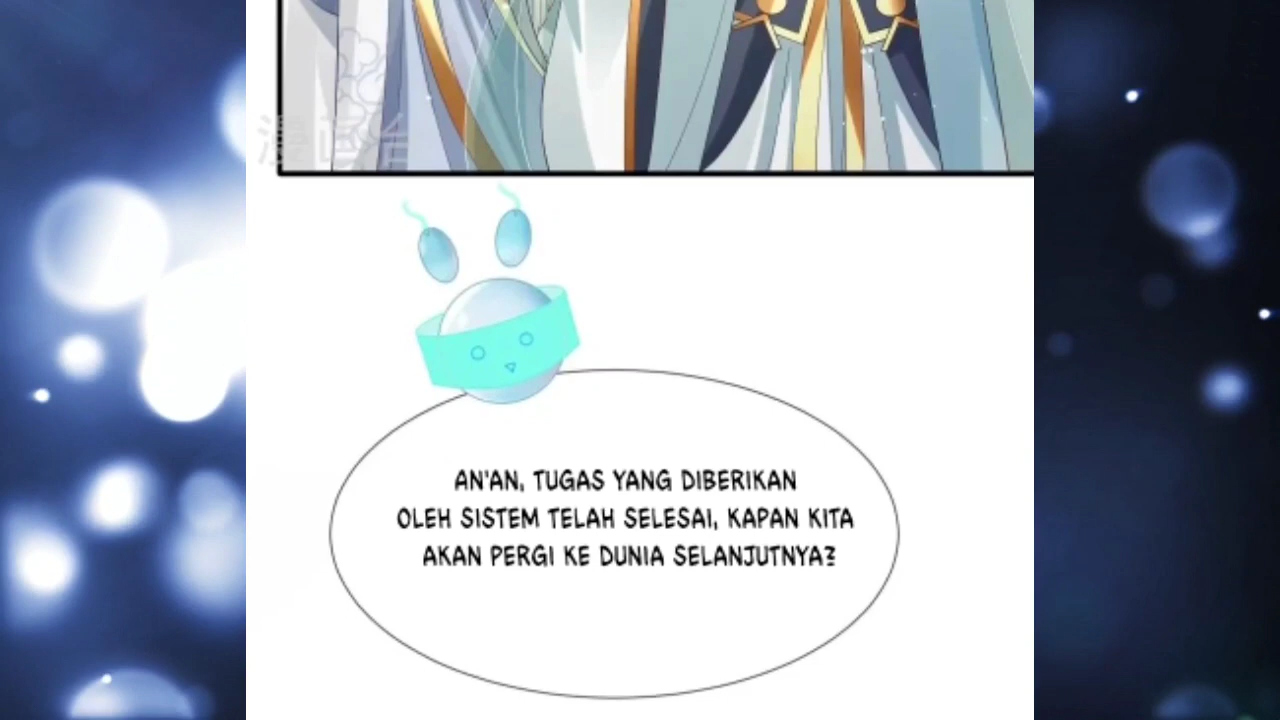 AN'AN, TUGAS YANG DIBERIKAN
OLEH SISTEM TELAH SELESAI, KAPAN KITA
AKAN PERGI KE DUNIA SELANJUTNYA?